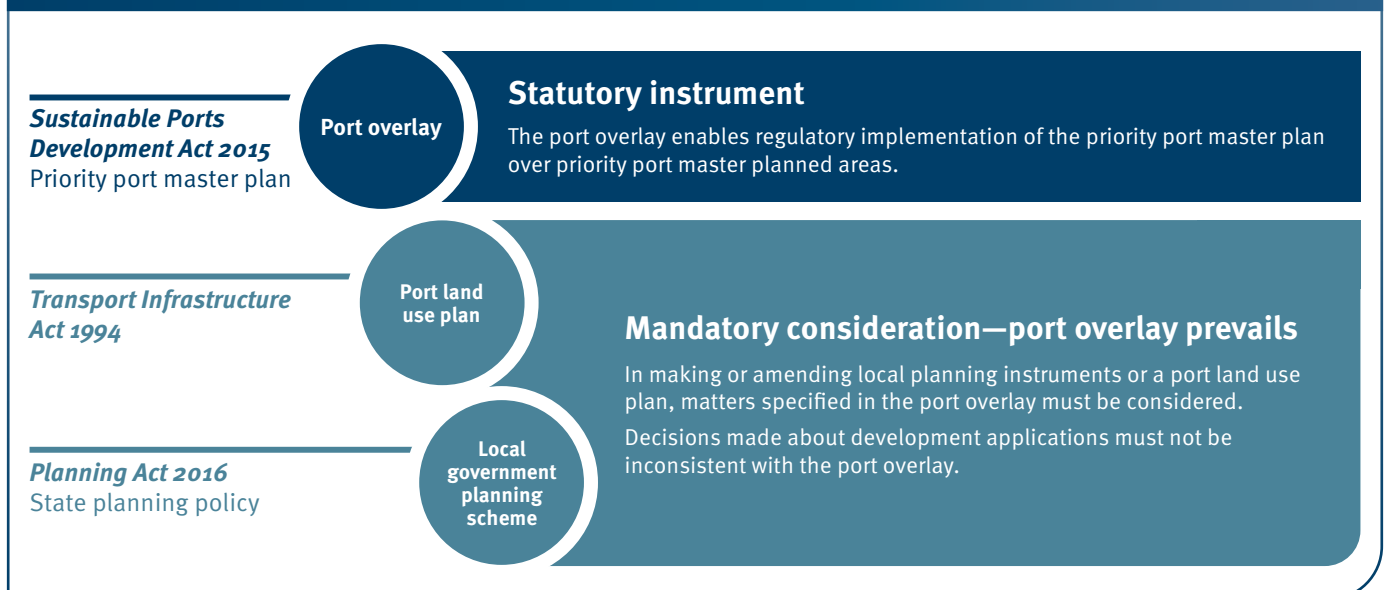 Sustainable Ports
Development Act 2015
Priority port master plan
Port overlay
Statutory instrument
The port overlay enables regulatory implementation of the priority port master plan
over priority port master planned areas.
Transport Infrastructure
Act 1994
Port land
use plan
Mandatory consideration—port overlay prevails
In making or amending local planning instruments or a port land use
plan, matters specified in the port overlay must be considered.
Decisions made about development applications must not be
inconsistent with the port overlay.
Planning Act 2016
State planning policy
Local
government
planning
scheme